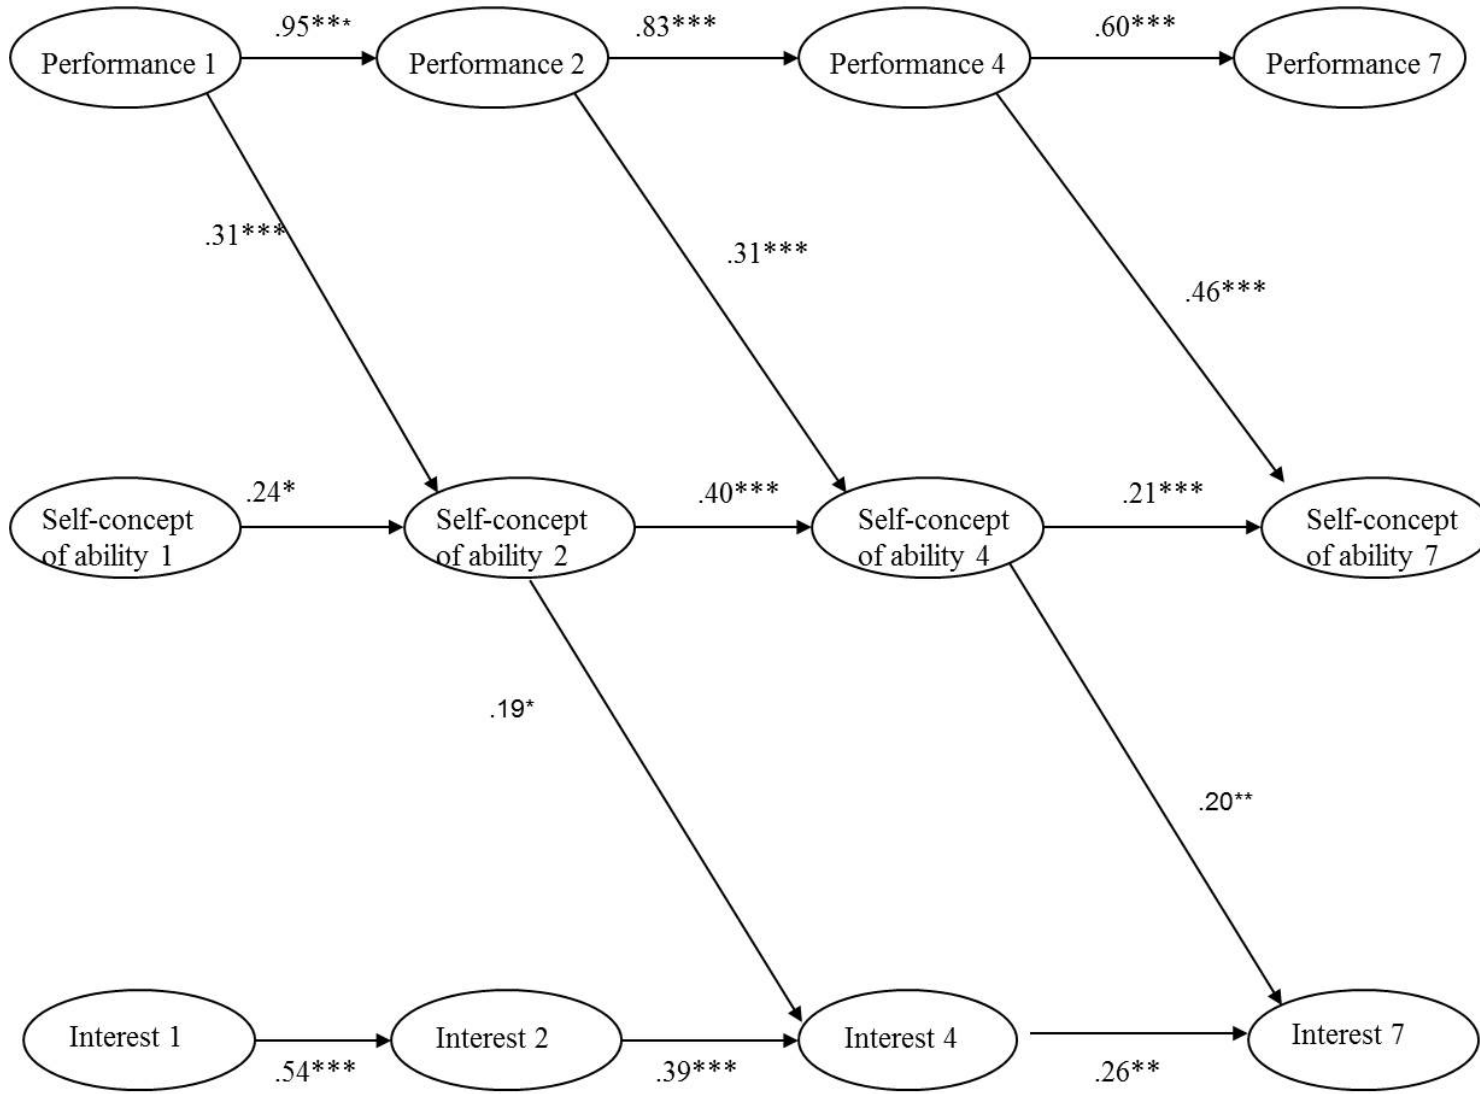 .95***
.83***
.60***
Performance 1
Performance 2
Performance 4
Performance 7
.31***
.31***
.46***
.24*
.40***
.21***
Self-concept
of ability 1
Self-concept
of ability 2
Self-concept
of ability 4
Self-concept
of ability 7
.19*
.20**
Interest 1
Interest 2
Interest 4
Interest 7
.54***
.39***
.26**